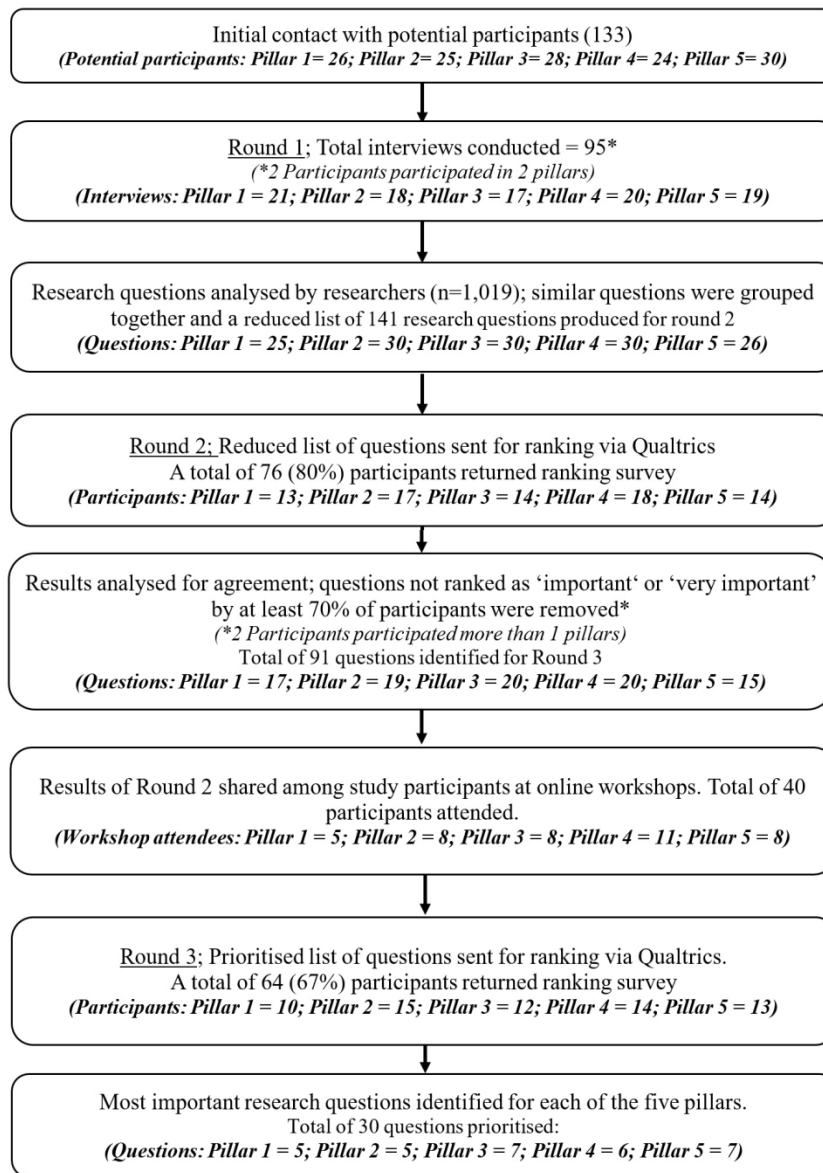 Initial contact with potential participants (133)
(Potential participants: Pillar 1= 26; Pillar 2= 25; Pillar 3= 28; Pillar 4= 24; Pillar 5= 30)
Round 1; Total interviews conducted = 95*
(*2 Participants participated in 2 pillars)
(Interviews: Pillar 1 = 21; Pillar 2 = 18; Pillar 3 = 17; Pillar 4 = 20; Pillar 5 = 19)
Research questions analysed by researchers (n=1,019); similar questions were grouped
together and a reduced list of 141 research questions produced for round 2
(Questions: Pillar 1 = 25; Pillar 2 = 30; Pillar 3 = 30; Pillar 4 = 30; Pillar 5 = 26)
Round 2; Reduced list of questions sent for ranking via Qualtrics
A total of 76 (80%) participants returned ranking survey
(Participants: Pillar 1 = 13; Pillar 2 = 17; Pillar 3 = 14; Pillar 4 = 18; Pillar 5 = 14)
Results analysed for agreement; questions not ranked as ‘important‘ or ‘very important’
by at least 70% of participants were removed*
(*2 Participants participated more than 1 pillars)
Total of 91 questions identified for Round 3
(Questions: Pillar 1 = 17; Pillar 2 = 19; Pillar 3 = 20; Pillar 4 = 20; Pillar 5 = 15)
Results of Round 2 shared among study participants at online workshops. Total of 40
participants attended.
(Workshop attendees: Pillar 1 = 5; Pillar 2 = 8; Pillar 3 = 8; Pillar 4 = 11; Pillar 5 = 8)
Round 3; Prioritised list of questions sent for ranking via Qualtrics.
A total of 64 (67%) participants returned ranking survey
(Participants: Pillar 1 = 10; Pillar 2 = 15; Pillar 3 = 12; Pillar 4 = 14; Pillar 5 = 13)
Most important research questions identified for each of the five pillars.
Total of 30 questions prioritised:
(Questions: Pillar 1 = 5; Pillar 2 = 5; Pillar 3 = 7; Pillar 4 = 6; Pillar 5 = 7)